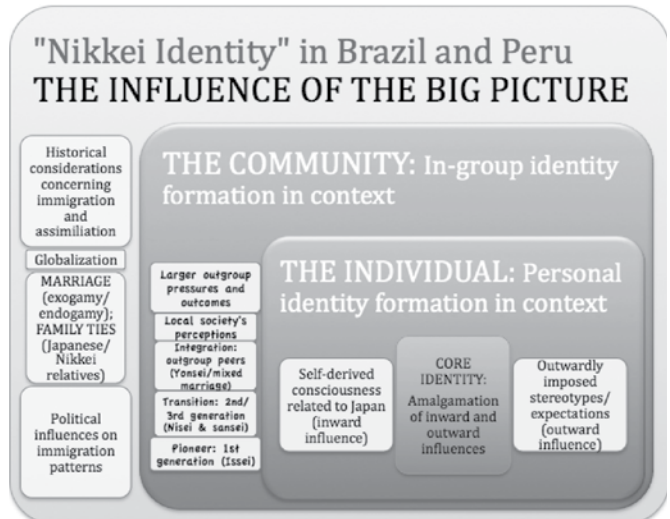 "Nikkei Identity" in Brazil and Peru
THE INFLUENCE OF THE BIG PICTURE
Historical
considerations
concerning
immigration
and
assimiliation
Globalization
MARRIAGE
(exogamy/
endogamy);
FAMILY TIES
(Japanese/
Nikkei
relatives)
Political
influences on
immigration
patterns
THE COMMUNITY: In-group identity
formation in context
Larger outgroup
pressures and
outcomes
Local society's
perceptions
Integration:
outgroup peers
(Yonsei/mixed
marriage)
Transition: 2nd/
3rd generation
(Nisei & sansei)
Pioneer: 1st
generation (Issei)
THE INDIVIDUAL: Personal
identity formation in context
Self-derived
consciousness
related to Japan
(inward
influence)
CORE
IDENTITY:
Amalgamation
of inward and
outward
influences
Outwardly
imposed
stereotypes/
expectations
(outward
influence)